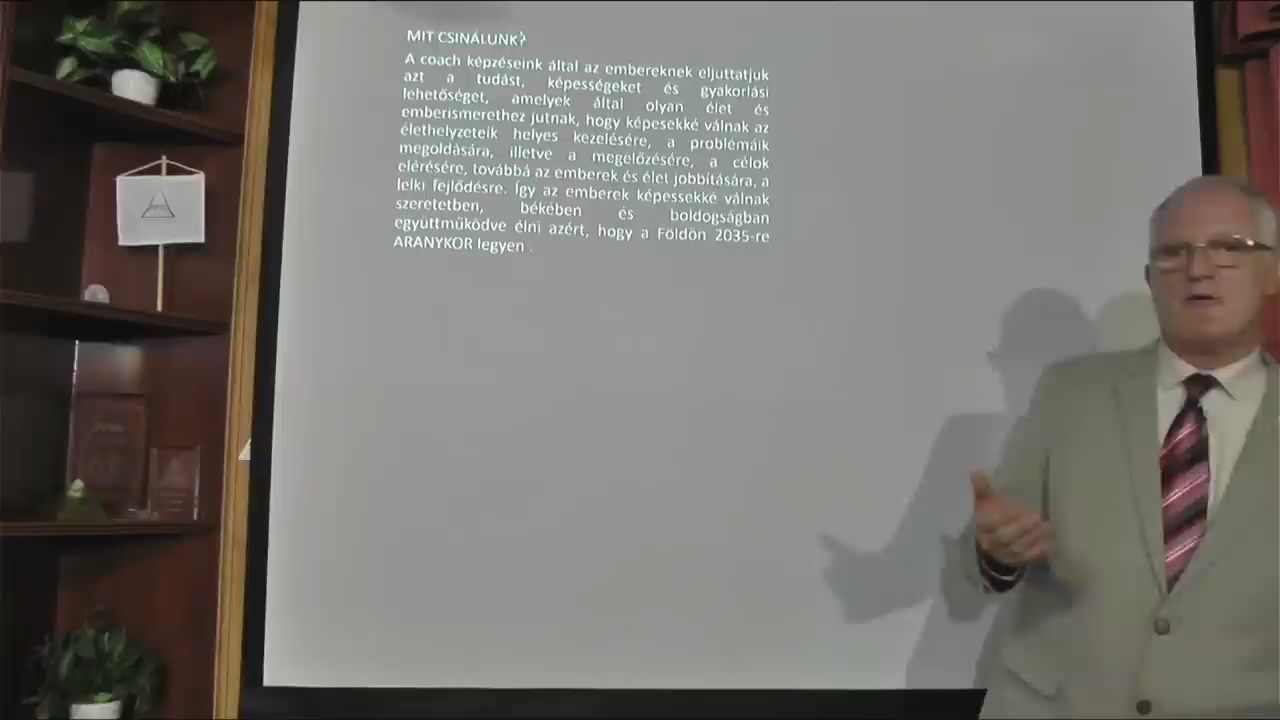 MIT CSINÁLUNK?
A coach képzéseink által az embereknek eljuttatjuk
azt a tudást, képességeket és gyakorlási
lehetőséget, amelyek által olyan élet és
emberismerethez jutnak, hogy képesekké válnak az
élethelyzeteik helyes kezelésére, a problémáik
megoldására, illetve a megelőzésére, a célok
elérésére, továbbá az emberek és élet jobbítására, a
lelki fejlődésre. Így az emberek képessekké válnak
szeretetben, békében és boldogságban
együttműködve élni azért, hogy a Földön 2035-re
ARANYKOR legyen .